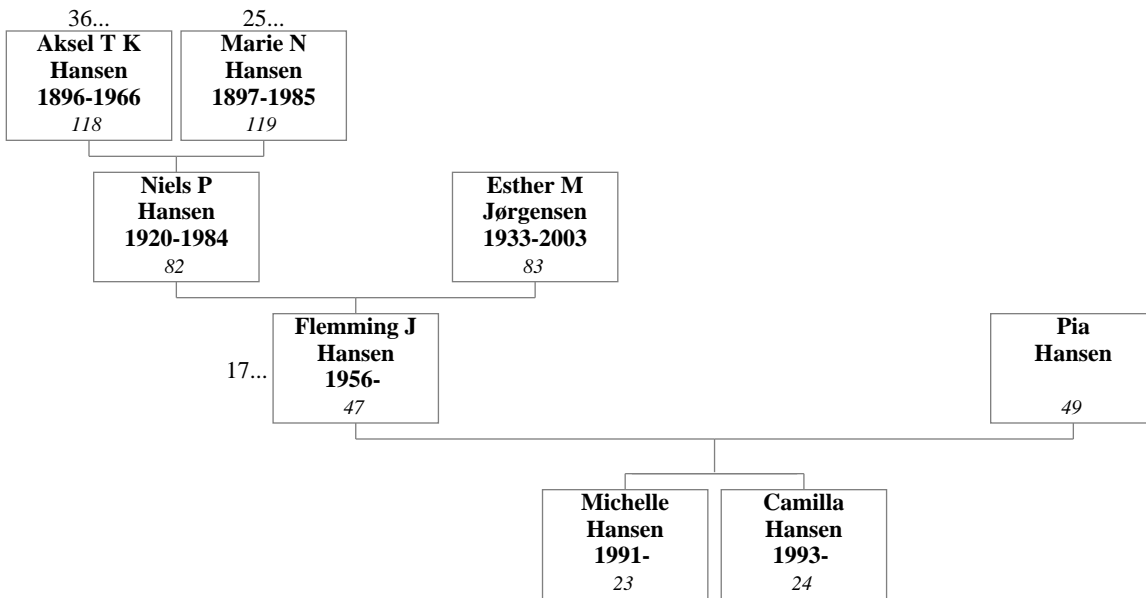 36...
25...
Aksel T K
Hansen
1896-1966
118
Marie N
Hansen
1897-1985
119
Niels P
Hansen
1920-1984
82
Esther M
Jørgensen
1933-2003
83
17...
Flemming J
Hansen
1956-
47
Pia
Hansen
49
Michelle
Hansen
1991-
23
Camilla
Hansen
1993-
24